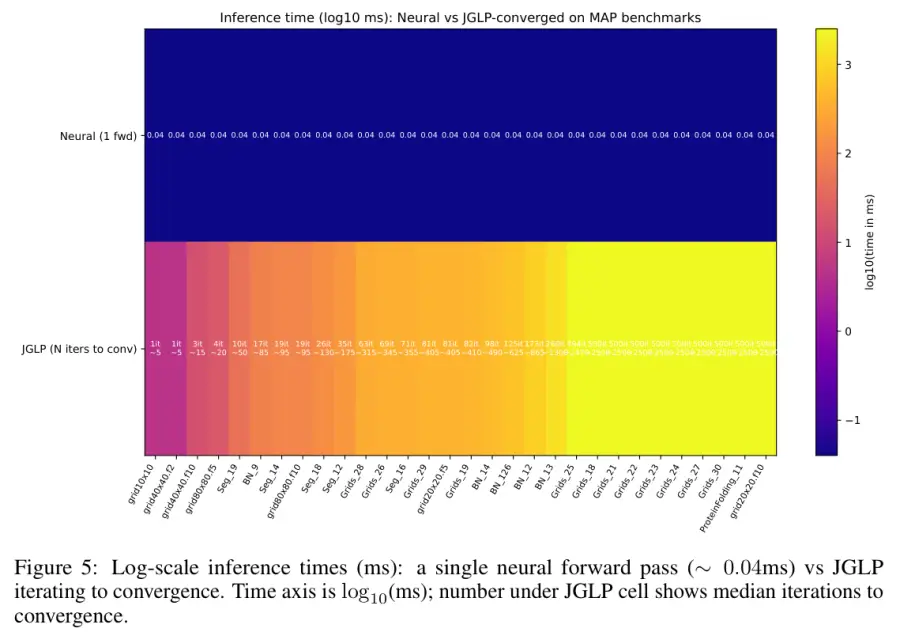 Inference time (log10 ms): Neural vs JGLP-converged on MAP benchmarks
Neural (1 fwd)
0.04 0.04 0.04 0.04 0.04 0.04 0.04 0.04 0.04 0.04 0.04 0.04 0.04 0.04 0.04 0.04 0.04 0.04 0.04 0.04 0.04 0.04 0.04 0.04 0.04 0.04 0.04 0.04 0.04 0.04
JGLP (N iters to conv)
1it 1it 3it 4it 10it 17it 19it 19it 26it 35it 63it 69it 71it 81it 81it 82it 98it 125it 173it
~5 ~5 ~15 ~20 ~50 ~85 ~95 ~95 ~130 ~175 ~315 ~345 ~355 ~405 ~405 ~410 ~490 ~625 ~865
grid10x10
grid40x40.f2
grid40x40.f10
grid80x80.f5
Seg_19
BN_9
Seg_14
grid80x80.f10
Seg_18
Seg_12
Grids_28
Grids_26
Seg_16
Grids_29
grid20x20.f5
Grids_19
BN_14
BN_126
BN_12
BN_13
Grids_25
Grids_18
Grids_21
Grids_22
Grids_23
Grids_24
Grids_27
Grids_30
ProteinFolding_11
grid20x20.f10
3
2
1
0
−1
log10(time in ms)
Figure 5: Log-scale inference times (ms): a single neural forward pass (∼ 0.04ms) vs JGLP
iterating to convergence. Time axis is log₁₀(ms); number under JGLP cell shows median iterations to
convergence.